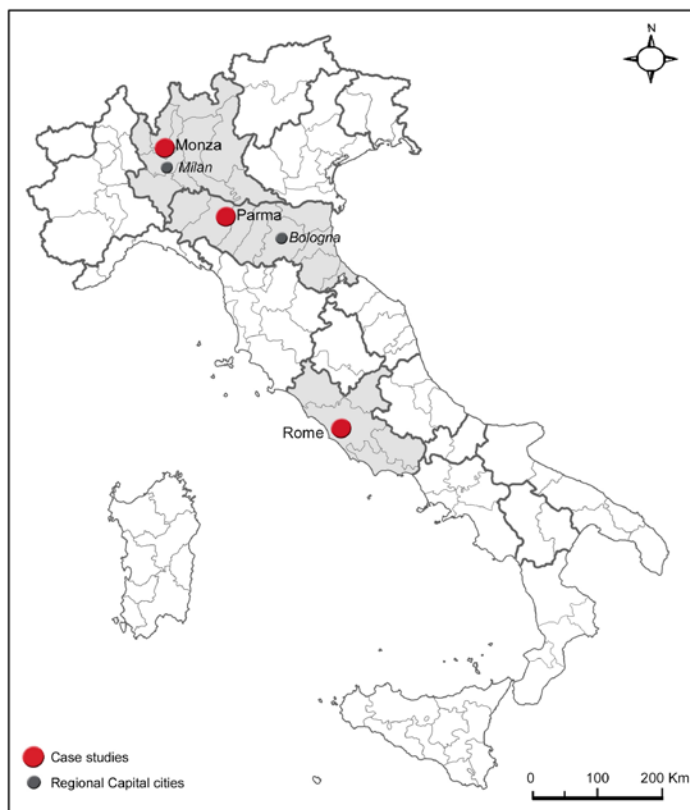 N
Monza
Milan
Parma
Bologna
Rome
Case studies
Regional Capital cities
0 100 200 Km